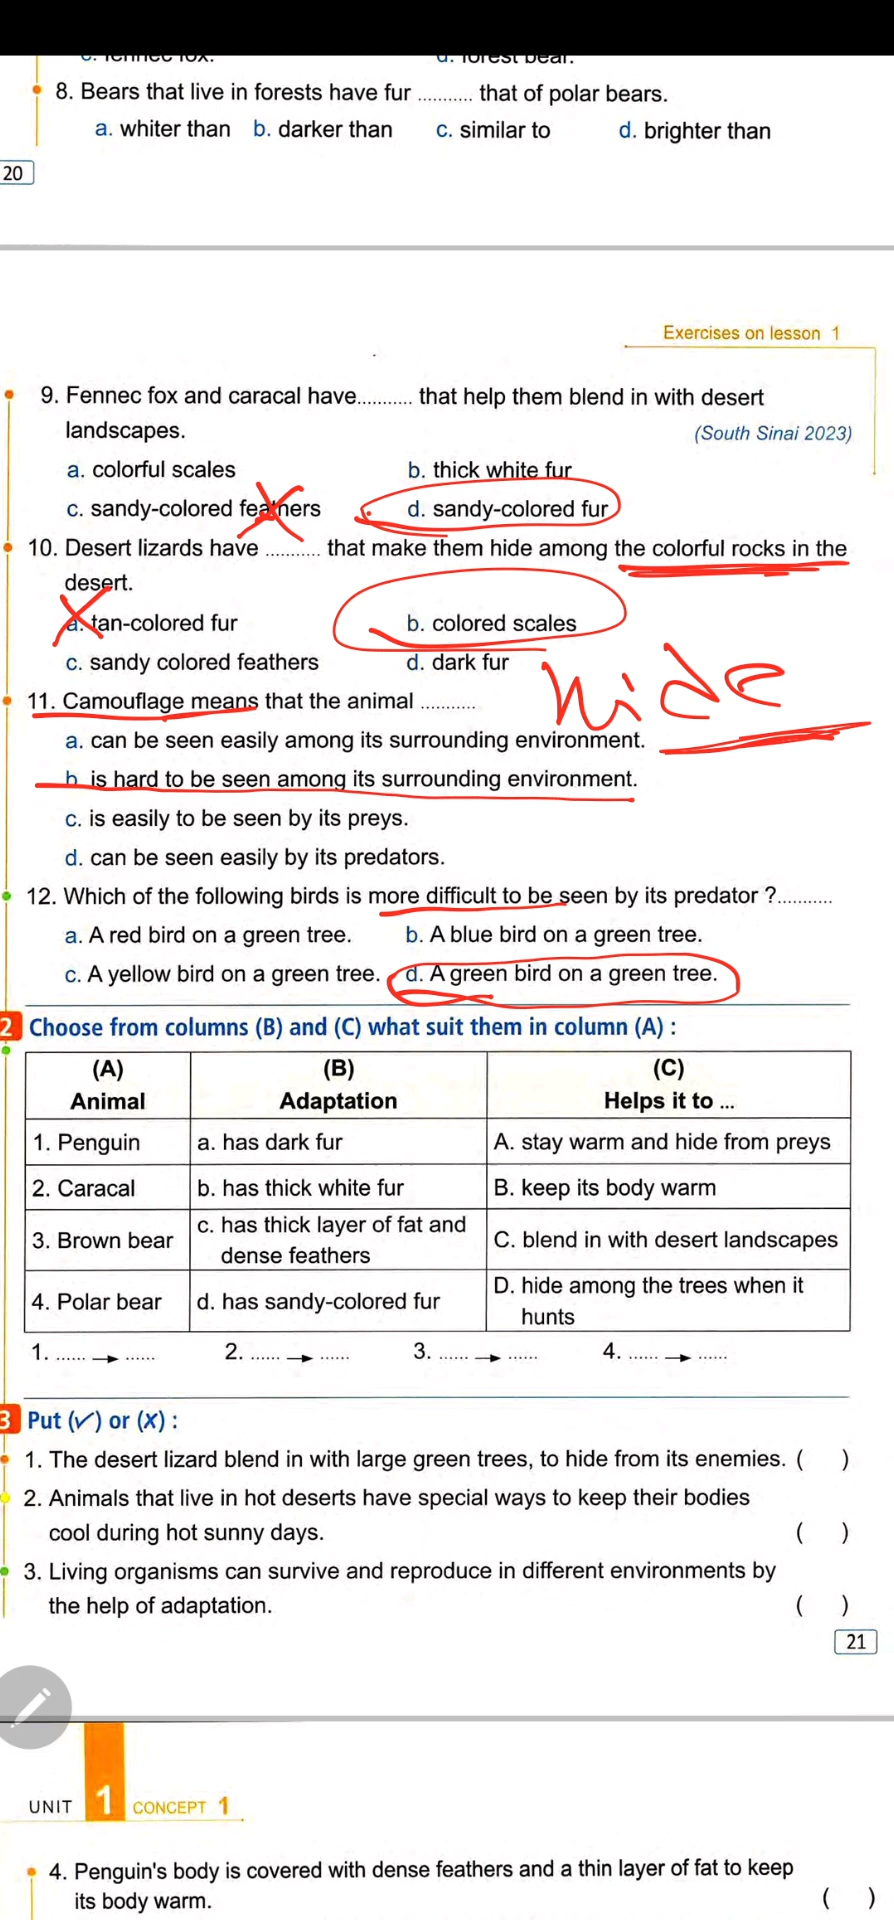 c. fennec fox. d. forest bear.
8. Bears that live in forests have fur ........... that of polar bears.
a. whiter than b. darker than c. similar to d. brighter than
20
Exercises on lesson 1
9. Fennec fox and caracal have........... that help them blend in with desert
landscapes. (South Sinai 2023)
a. colorful scales b. thick white fur
c. sandy-colored feathers d. sandy-colored fur
10. Desert lizards have ........... that make them hide among the colorful rocks in the
desert.
a. tan-colored fur b. colored scales
c. sandy colored feathers d. dark fur
hide
11. Camouflage means that the animal ...........
a. can be seen easily among its surrounding environment.
b. is hard to be seen among its surrounding environment.
c. is easily to be seen by its preys.
d. can be seen easily by its predators.
12. Which of the following birds is more difficult to be seen by its predator ?...........
a. A red bird on a green tree. b. A blue bird on a green tree.
c. A yellow bird on a green tree. d. A green bird on a green tree.
2 Choose from columns (B) and (C) what suit them in column (A) :
(A) (B) (C)
Animal Adaptation Helps it to ...
1. Penguin a. has dark fur A. stay warm and hide from preys
2. Caracal b. has thick white fur B. keep its body warm
3. Brown bear c. has thick layer of fat and dense feathers C. blend in with desert landscapes
4. Polar bear d. has sandy-colored fur D. hide among the trees when it hunts
1. ...... → ...... 2. ...... → ...... 3. ...... → ...... 4. ...... → ......
3 Put (✓) or (X) :
1. The desert lizard blend in with large green trees, to hide from its enemies. ( )
2. Animals that live in hot deserts have special ways to keep their bodies
cool during hot sunny days. ( )
3. Living organisms can survive and reproduce in different environments by
the help of adaptation. ( )
21
UNIT 1 CONCEPT 1
4. Penguin's body is covered with dense feathers and a thin layer of fat to keep
its body warm. ( )